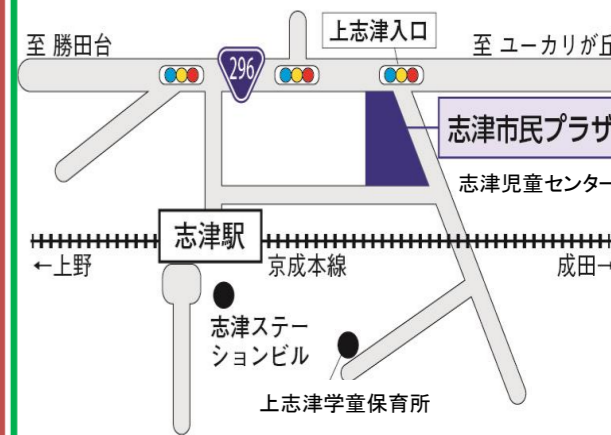 上志津入口
至 勝田台
至 ユーカリが丘
296
志津市民プラザ
志津児童センター
志津駅
←上野
京成本線
成田→
志津ステー
ションビル
上志津学童保育所